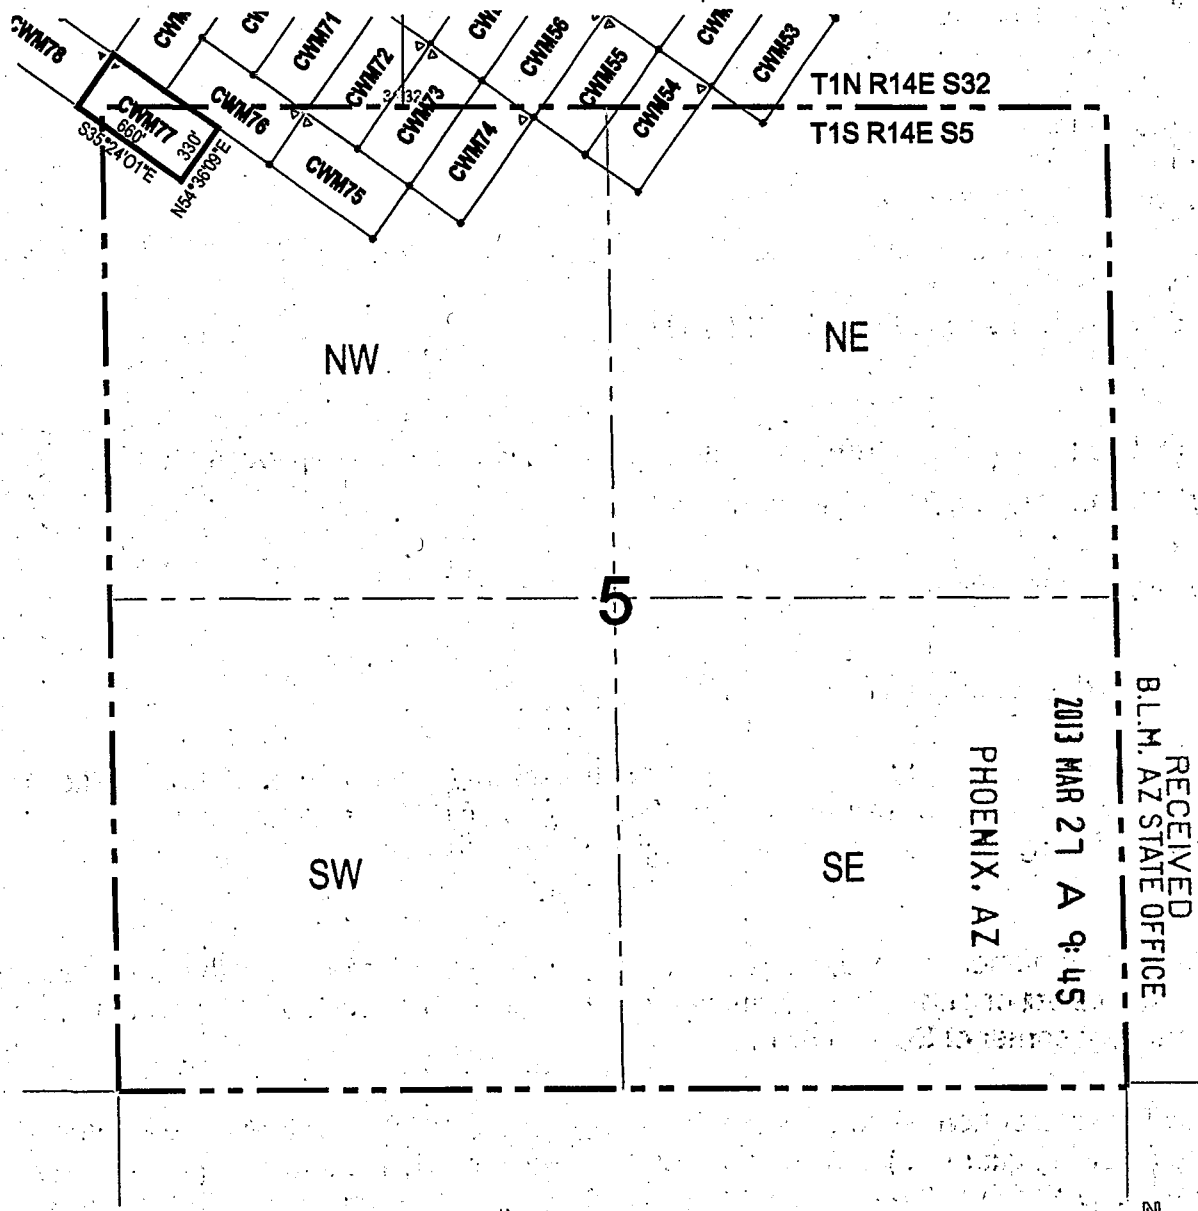 CWM78
CWM71
CWM72
CWM56
CWM55
CWM53
CWM54
CWM77
CWM76
CWM73
CWM74
CWM75
660'
330'
S35°24'01"E
N54°36'09"E
T1N R14E S32
T1S R14E S5
NW
NE
5
SW
SE
RECEIVED
B.L.M. AZ STATE OFFICE
2013 MAR 27 A 9:45
PHOENIX, AZ